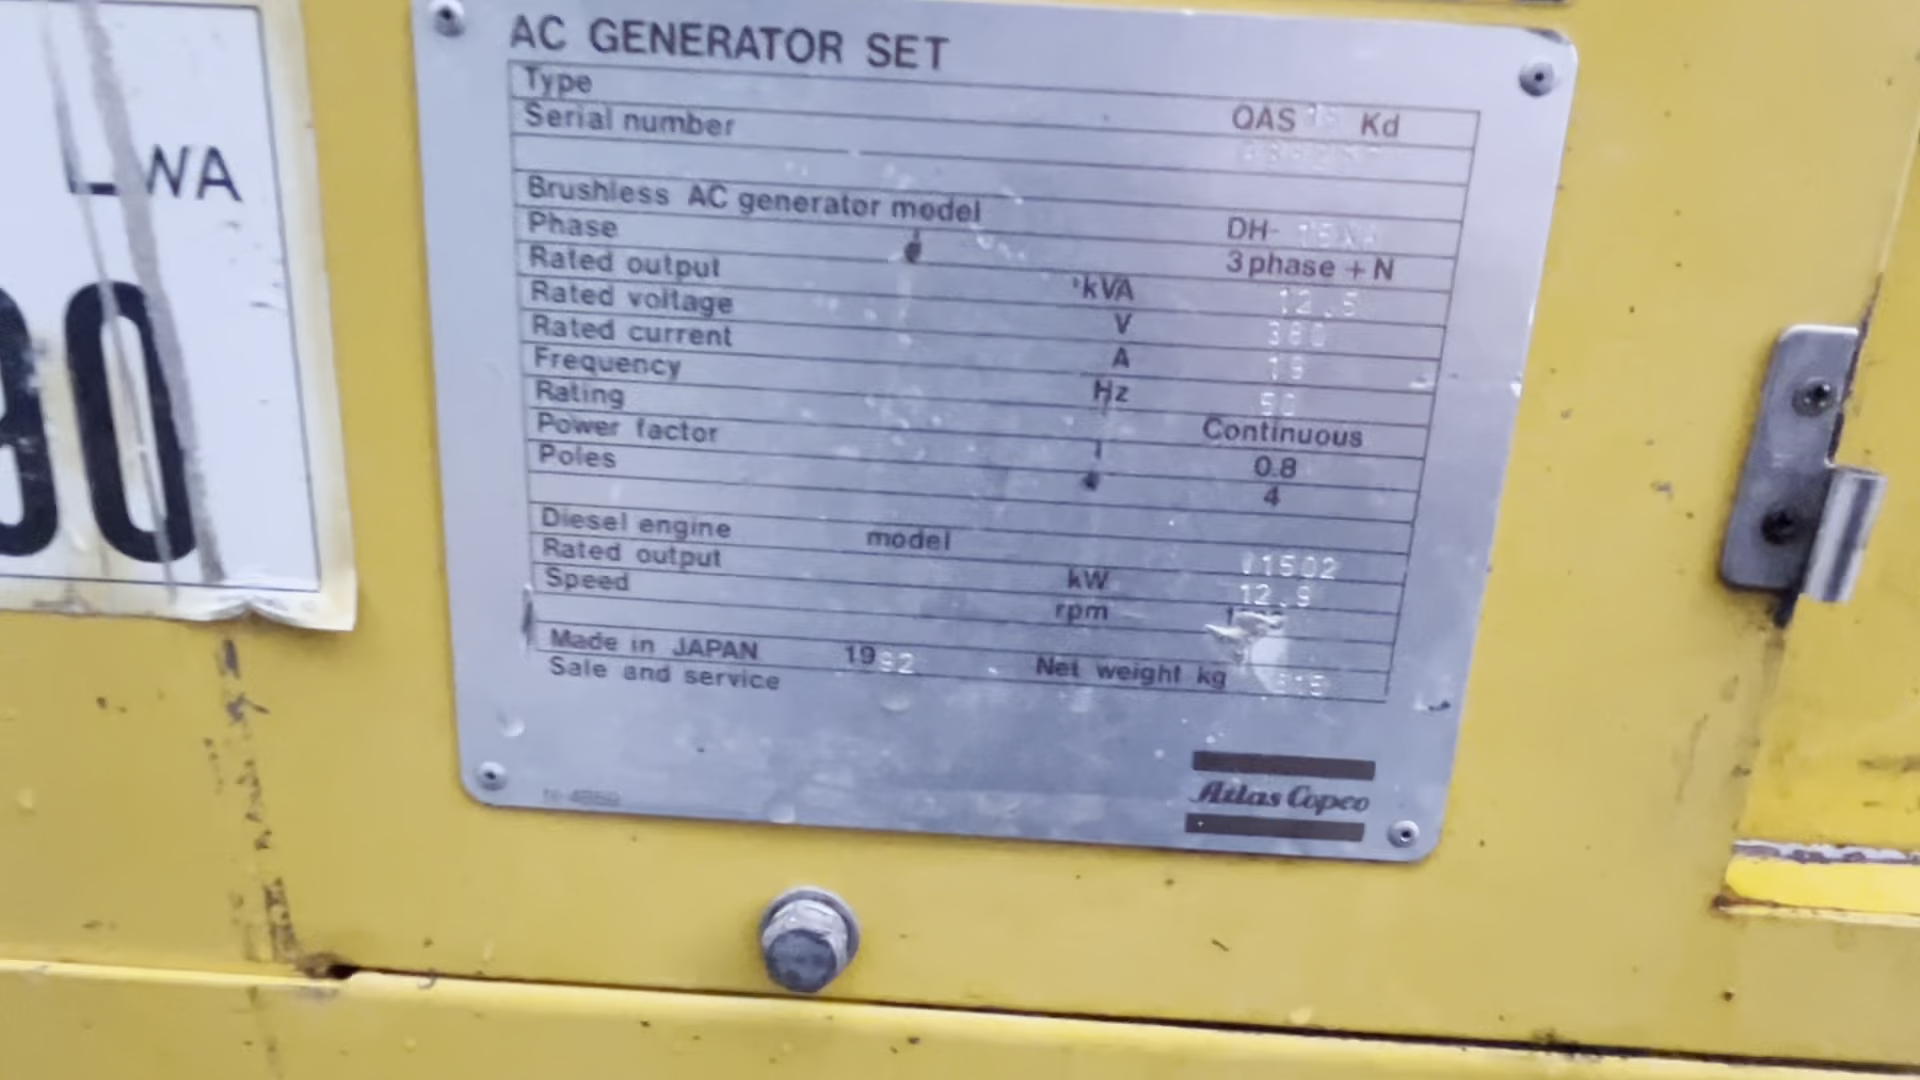 LWA
90
AC GENERATOR SET
Type QAS Kd
Serial number
Brushless AC generator model DH-
Phase 3 phase + N
Rated output kVA 12.5
Rated voltage V 380
Rated current A 19
Frequency Hz 50
Rating Continuous
Power factor 0.8
Poles 4
Diesel engine model 1502
Rated output kW 12.9
Speed rpm
Made in JAPAN 1992 Net weight kg
Sale and service
Atlas Copco